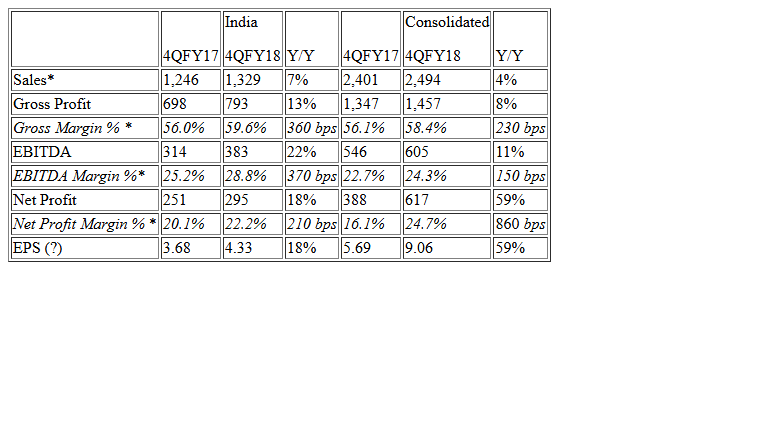 India Consolidated
4QFY17 4QFY18 Y/Y 4QFY17 4QFY18 Y/Y
Sales* 1,246 1,329 7% 2,401 2,494 4%
Gross Profit 698 793 13% 1,347 1,457 8%
Gross Margin % * 56.0% 59.6% 360 bps 56.1% 58.4% 230 bps
EBITDA 314 383 22% 546 605 11%
EBITDA Margin %* 25.2% 28.8% 370 bps 22.7% 24.3% 150 bps
Net Profit 251 295 18% 388 617 59%
Net Profit Margin % * 20.1% 22.2% 210 bps 16.1% 24.7% 860 bps
EPS (?) 3.68 4.33 18% 5.69 9.06 59%